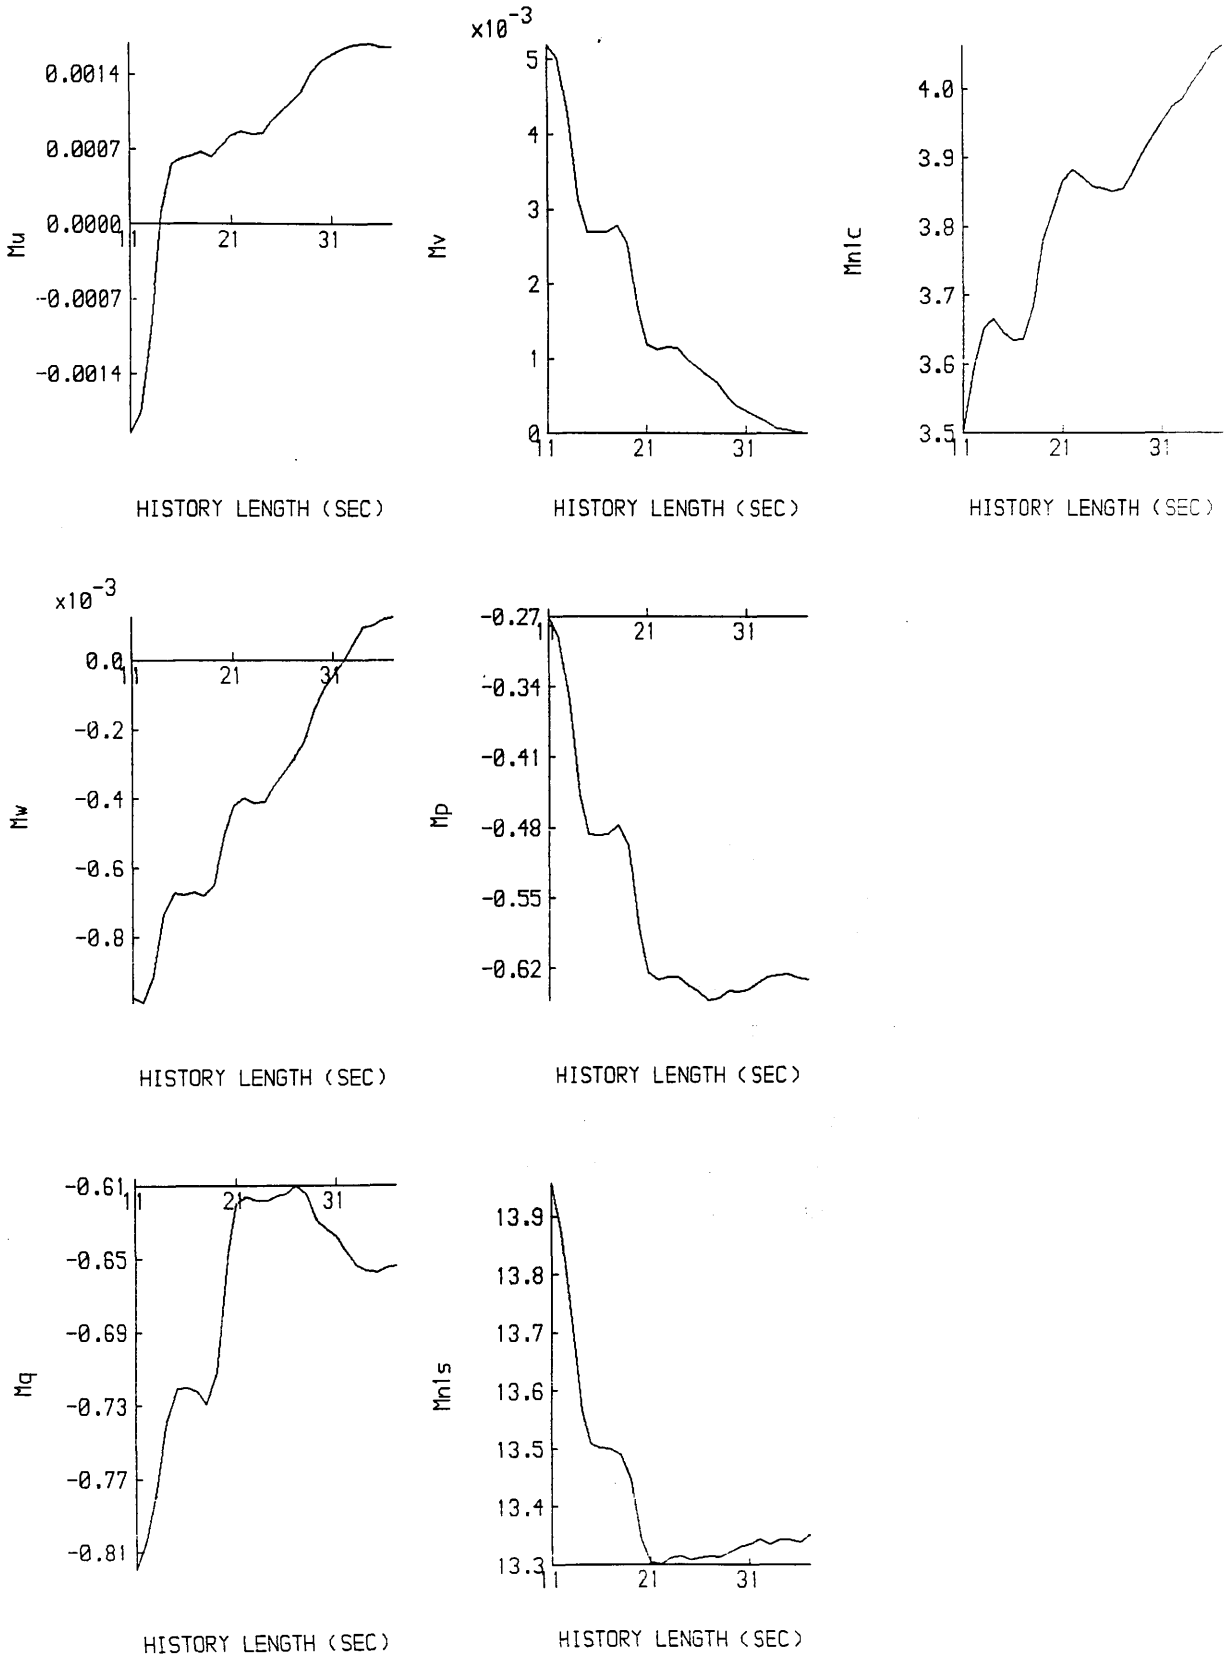 Mu
0.0014
0.0007
0.0000
-0.0007
-0.0014
11 21 31
HISTORY LENGTH (SEC)
x10-3
Mv
5
4
3
2
1
0
11 21 31
HISTORY LENGTH (SEC)
Mn1c
4.0
3.9
3.8
3.7
3.6
3.5
11 21 31
HISTORY LENGTH (SEC)
x10-3
Mw
0.0
-0.2
-0.4
-0.6
-0.8
11 21 31
HISTORY LENGTH (SEC)
Mp
-0.27
-0.34
-0.41
-0.48
-0.55
-0.62
11 21 31
HISTORY LENGTH (SEC)
Mq
-0.61
-0.65
-0.69
-0.73
-0.77
-0.81
11 21 31
HISTORY LENGTH (SEC)
Mn1s
13.9
13.8
13.7
13.6
13.5
13.4
13.3
11 21 31
HISTORY LENGTH (SEC)